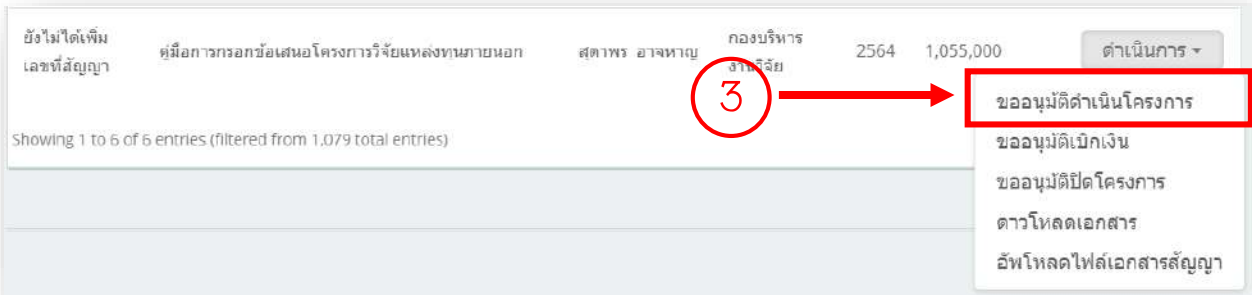 ยังไม่ได้เพิ่ม
เลขที่สัญญา
คู่มือการกรอกข้อเสนอโครงการวิจัยแหล่งทุนภายนอก
สุตาพร อาจหาญ
กองบริหาร
งานวิจัย
2564
1,055,000
ดำเนินการ
3
ขออนุมัติดำเนินโครงการ
Showing 1 to 6 of 6 entries (filtered from 1,079 total entries)
ขออนุมัติเบิกเงิน
ขออนุมัติปิดโครงการ
ดาวโหลดเอกสาร
อัพโหลดไฟล์เอกสารสัญญา